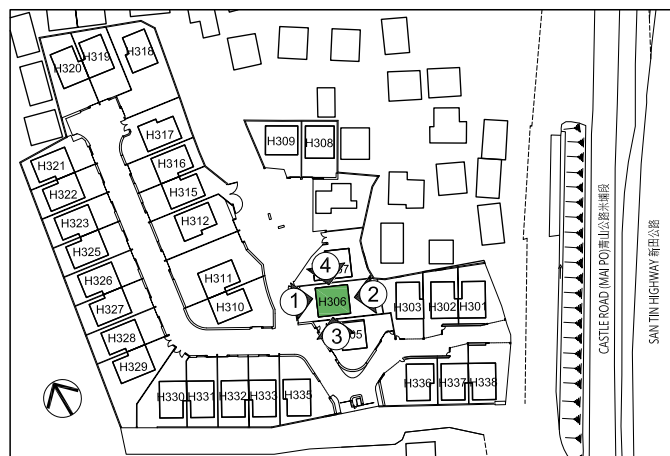 H318
H319
H320
H317
H309
H308
H316
H321
H315
H322
H312
H323
H325
4
H311
H326
1
H306
2
H310
H303
H302
H301
H327
3
H328
H329
H336
H337
H338
H330
H331
H332
H333
H335
CASTLE ROAD (MAI PO)青山公路米埔段
SAN TIN HIGHWAY 新田公路